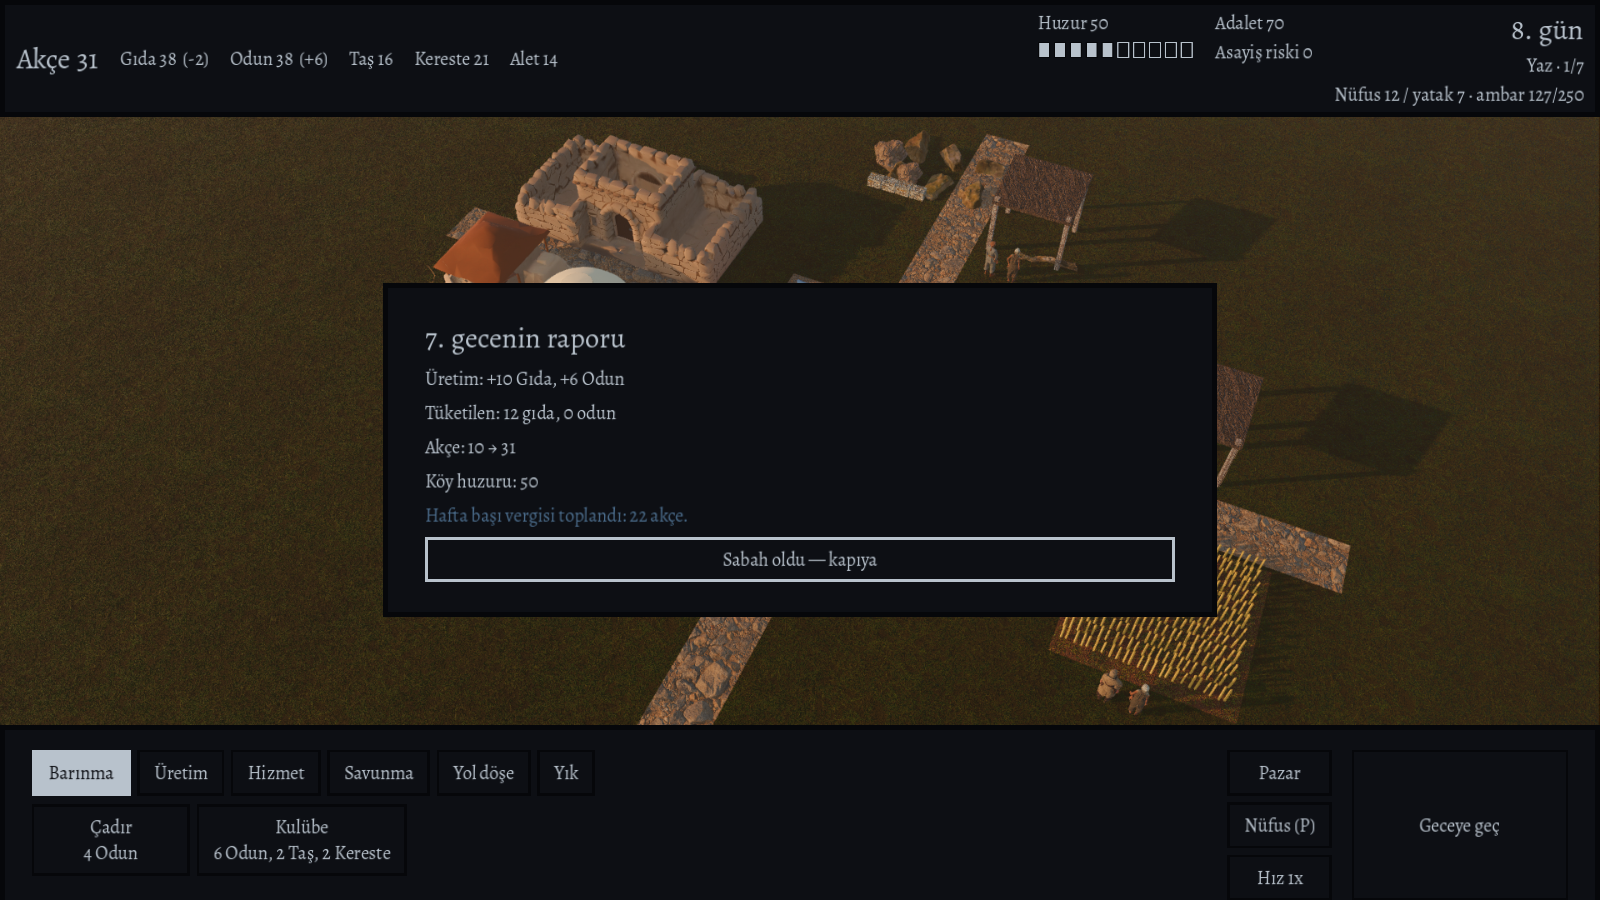 Akçe 31 Gıda 38 (-2) Odun 38 (+6) Taş 16 Kereste 21 Alet 14
Huzur 50
Adalet 70
Asayiş riski 0
8. gün
Yaz · 1/7
Nüfus 12 / yatak 7 · ambar 127/250
7. gecenin raporu
Üretim: +10 Gıda, +6 Odun
Tüketilen: 12 gıda, 0 odun
Akçe: 10 → 31
Köy huzuru: 50
Hafta başı vergisi toplandı: 22 akçe.
Sabah oldu — kapıya
Barınma Üretim Hizmet Savunma Yol döşe Yık
Çadır
4 Odun
Kulübe
6 Odun, 2 Taş, 2 Kereste
Pazar
Nüfus (P)
Hız 1x
Geceye geç